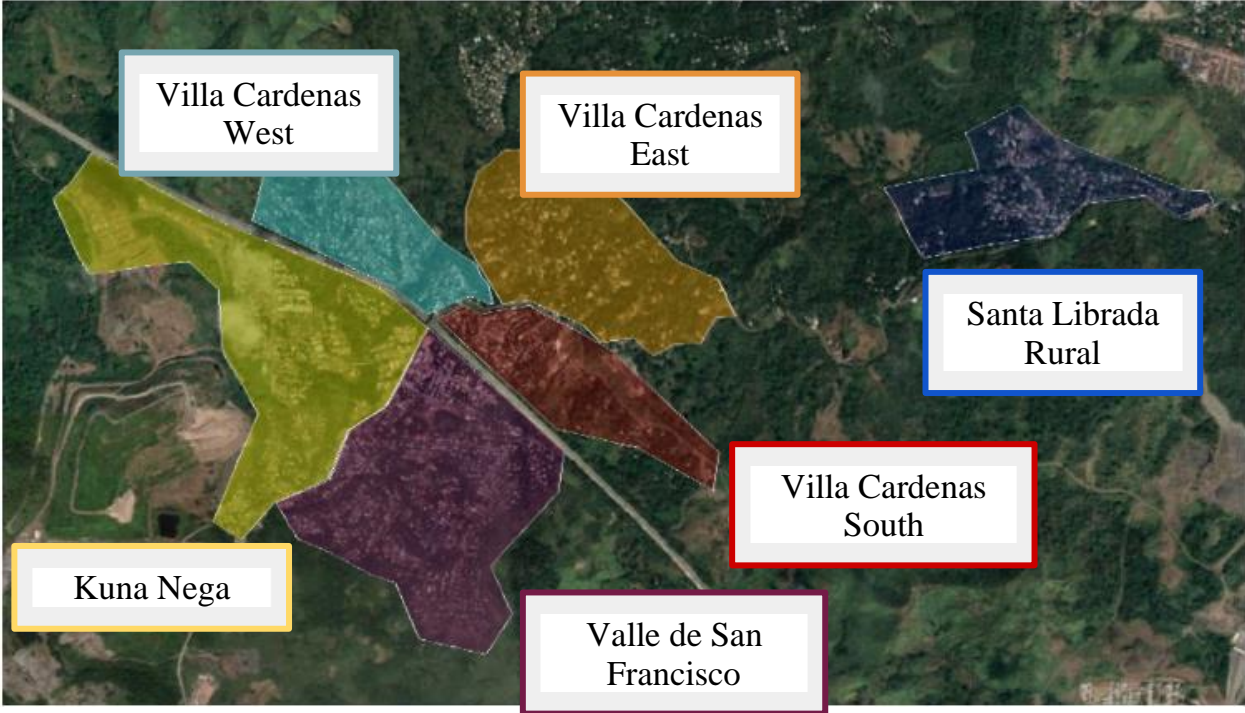 Villa Cardenas
West
Villa Cardenas
East
Santa Librada
Rural
Villa Cardenas
South
Kuna Nega
Valle de San
Francisco